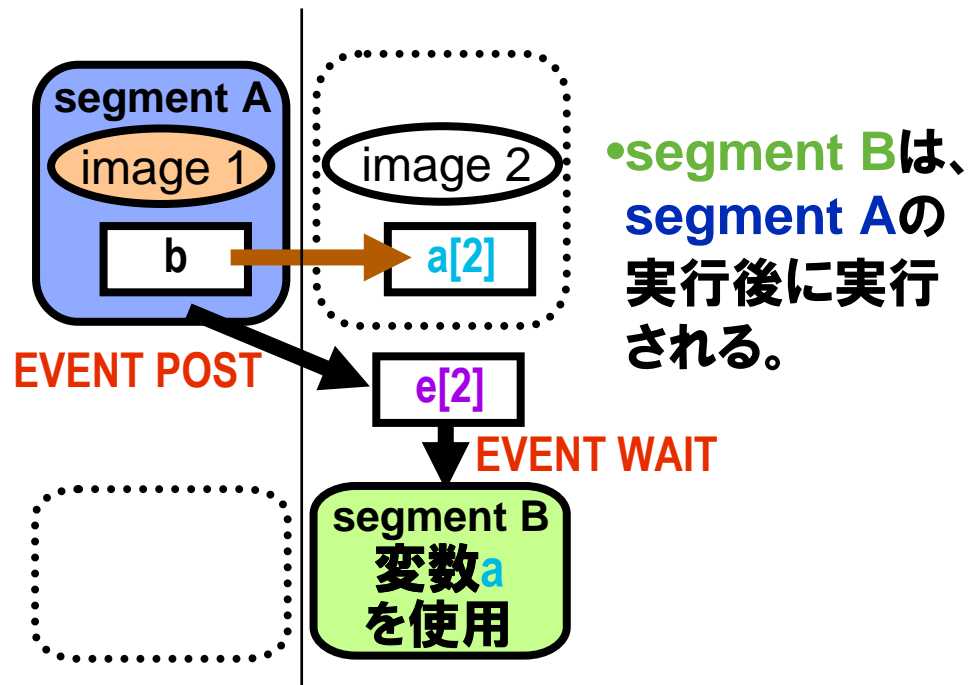 segment A
image 1
b
image 2
a[2]
EVENT POST
e[2]
EVENT WAIT
segment B
変数a
を使用
•segment Bは、
segment Aの
実行後に実行
される。